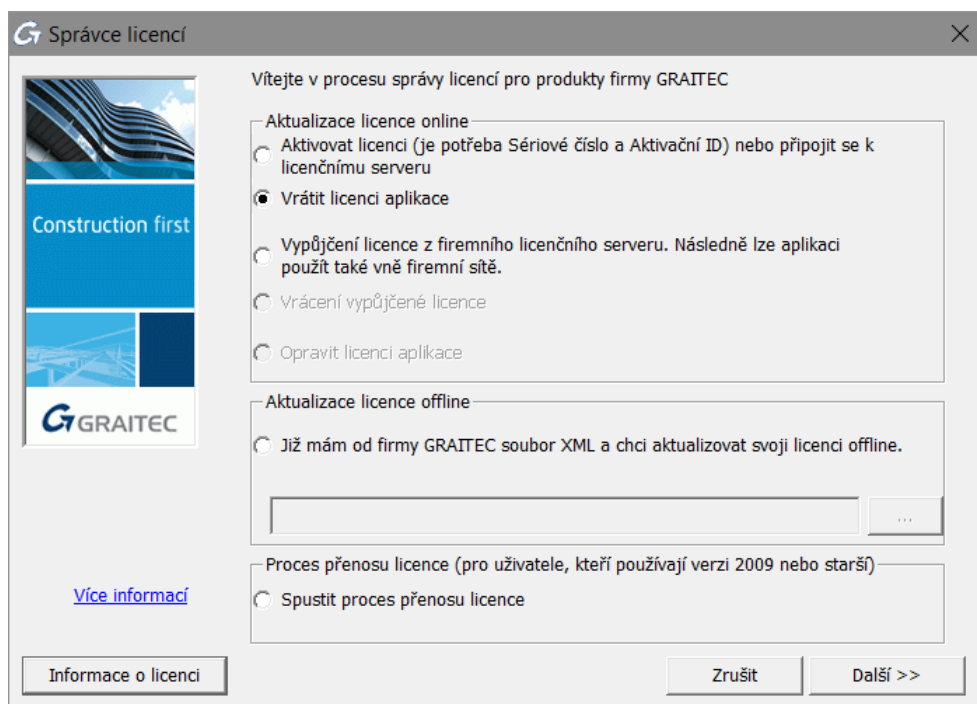 Správce licencí
Vítejte v procesu správy licencí pro produkty firmy GRAITEC
Construction first
GRAITEC
Aktualizace licence online
Aktivovat licenci (je potřeba Sériové číslo a Aktivační ID) nebo připojit se k
licenčnímu serveru
Vrátit licenci aplikace
Vypůjčení licence z firemního licenčního serveru. Následně lze aplikaci
použít také vně firemní sítě.
Vrácení vypůjčené licence
Opravit licenci aplikace
Aktualizace licence offline
Již mám od firmy GRAITEC soubor XML a chci aktualizovat svoji licenci offline.
...
Proces přenosu licence (pro uživatele, kteří používají verzi 2009 nebo starší)
Spustit proces přenosu licence
Více informací
Informace o licenci
Zrušit
Další >>